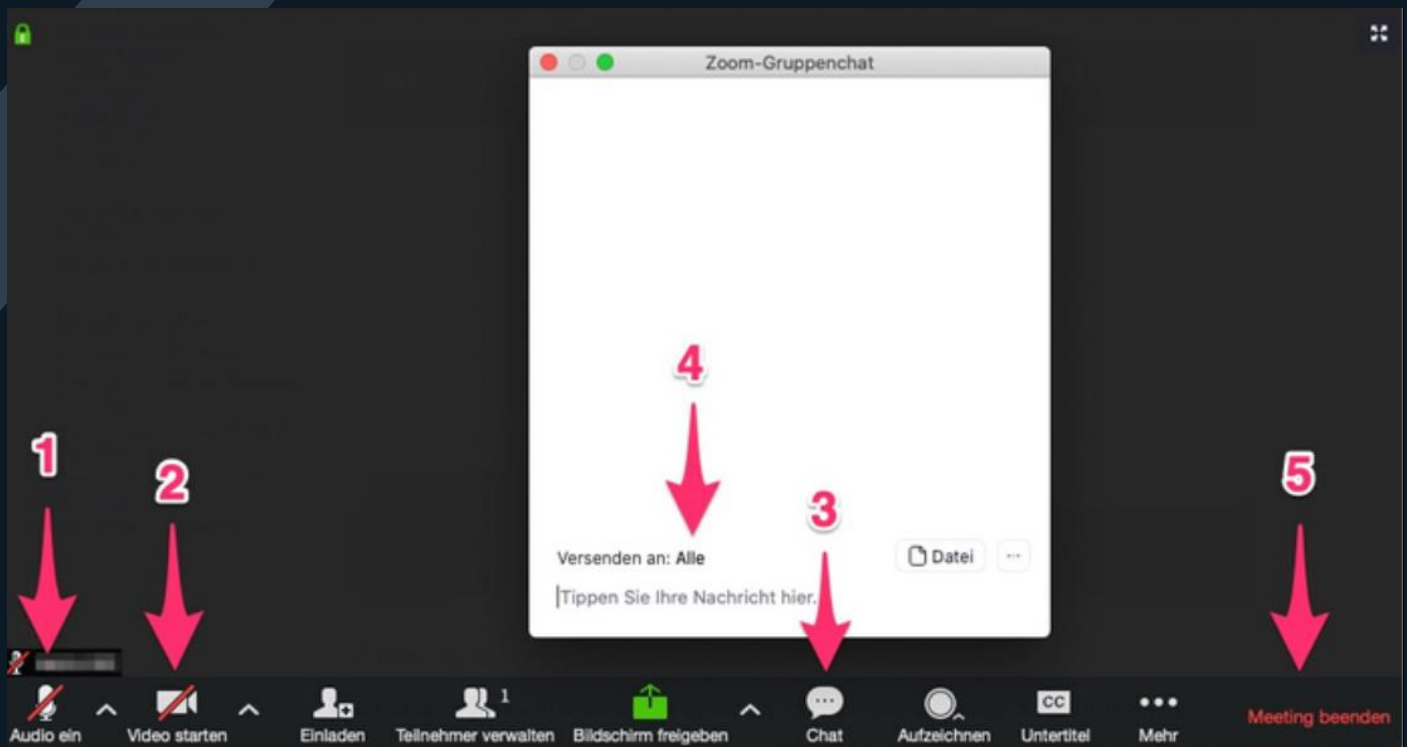 Zoom-Gruppenchat
4
1
2
3
5
Versenden an: Alle
Datei
Tippen Sie Ihre Nachricht hier.
1
CC
Audio ein
Video starten
Einladen
Teilnehmer verwalten
Bildschirm freigeben
Chat
Aufzeichnen
Untertitel
Mehr
Meeting beenden